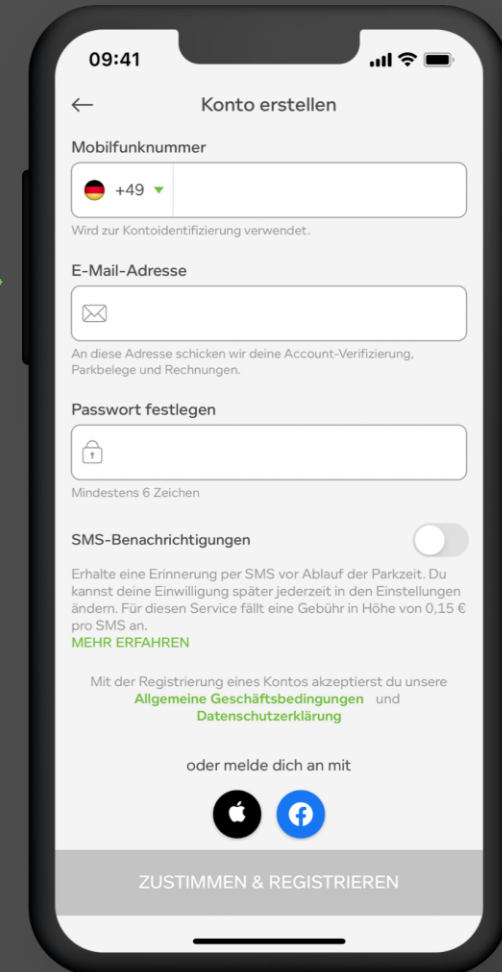 09:41
Konto erstellen
Mobilfunknummer
+49
Wird zur Kontoidentifizierung verwendet.
E-Mail-Adresse
An diese Adresse schicken wir deine Account-Verifizierung,
Parkbelege und Rechnungen.
Passwort festlegen
Mindestens 6 Zeichen
SMS-Benachrichtigungen
Erhalte eine Erinnerung per SMS vor Ablauf der Parkzeit. Du
kannst deine Einwilligung später jederzeit in den Einstellungen
ändern. Für diesen Service fällt eine Gebühr in Höhe von 0,15 €
pro SMS an.
MEHR ERFAHREN
Mit der Registrierung eines Kontos akzeptierst du unsere
Allgemeine Geschäftsbedingungen und
Datenschutzerklärung
oder melde dich an mit
ZUSTIMMEN & REGISTRIEREN